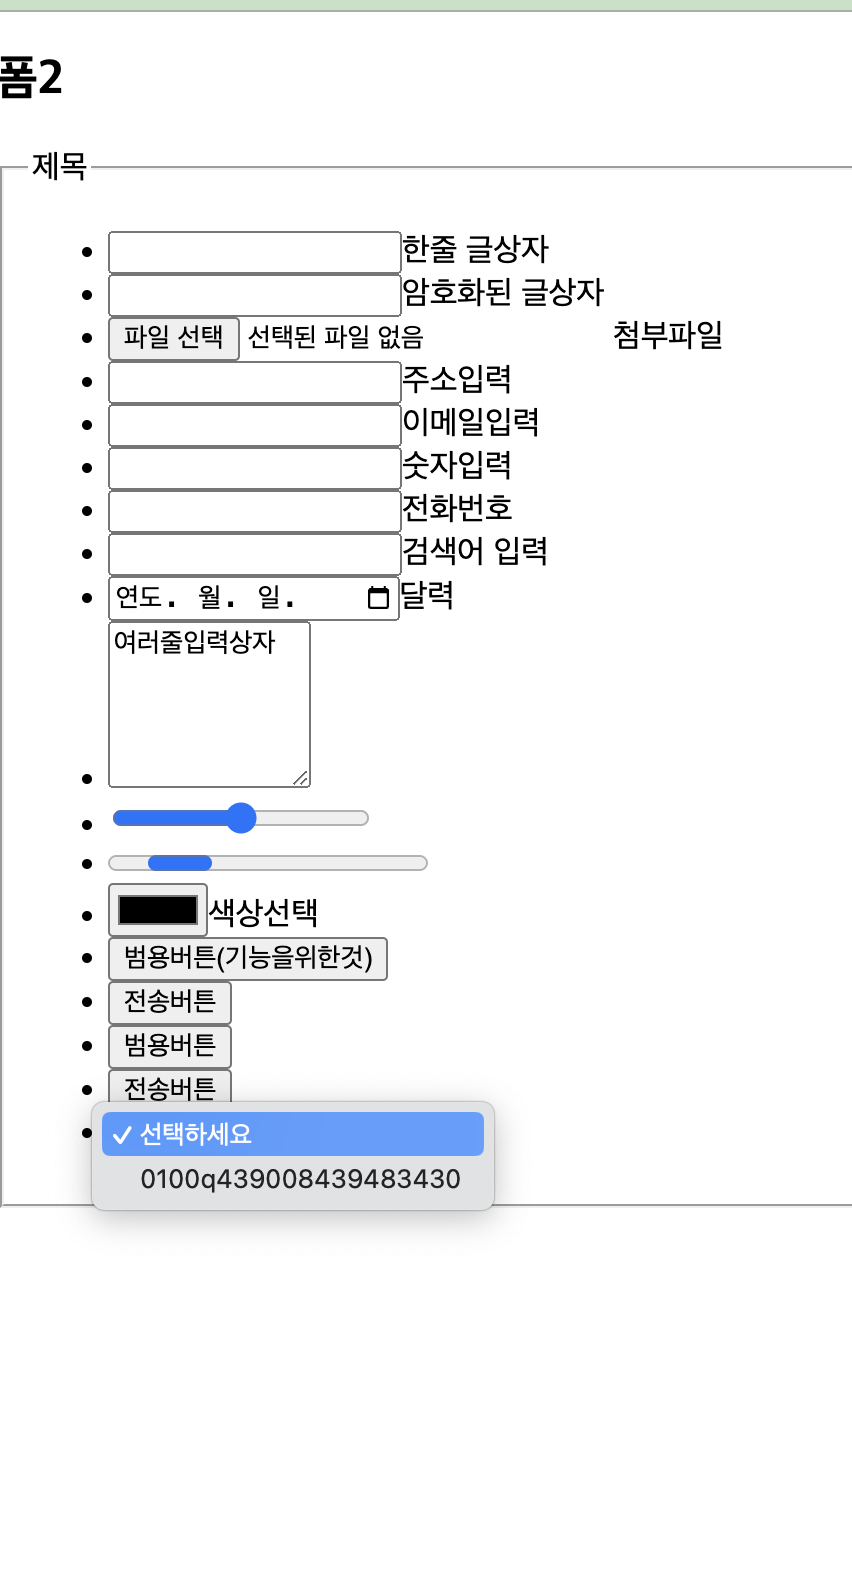 폼2
제목
한줄 글상자
암호화된 글상자
파일 선택 선택된 파일 없음 첨부파일
주소입력
이메일입력
숫자입력
전화번호
검색어 입력
연도. 월. 일. 달력
여러줄입력상자
색상선택
범용버튼(기능을위한것)
전송버튼
범용버튼
전송버튼
✓ 선택하세요
0100q439008439483430